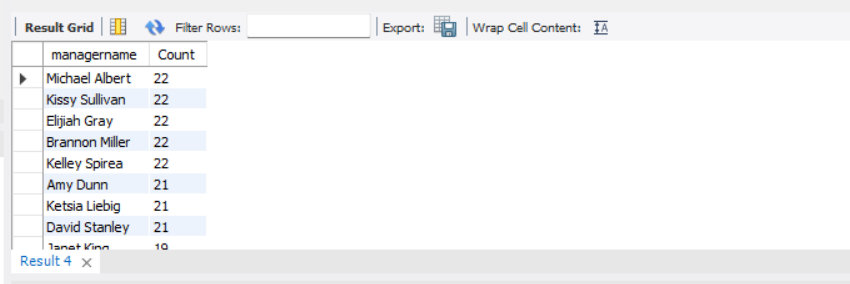 Result Grid Filter Rows: Export: Wrap Cell Content: IA
managername Count
Michael Albert 22
Kissy Sullivan 22
Elijiah Gray 22
Brannon Miller 22
Kelley Spirea 22
Amy Dunn 21
Ketsia Liebig 21
David Stanley 21
Janet King 19
Result 4 ×